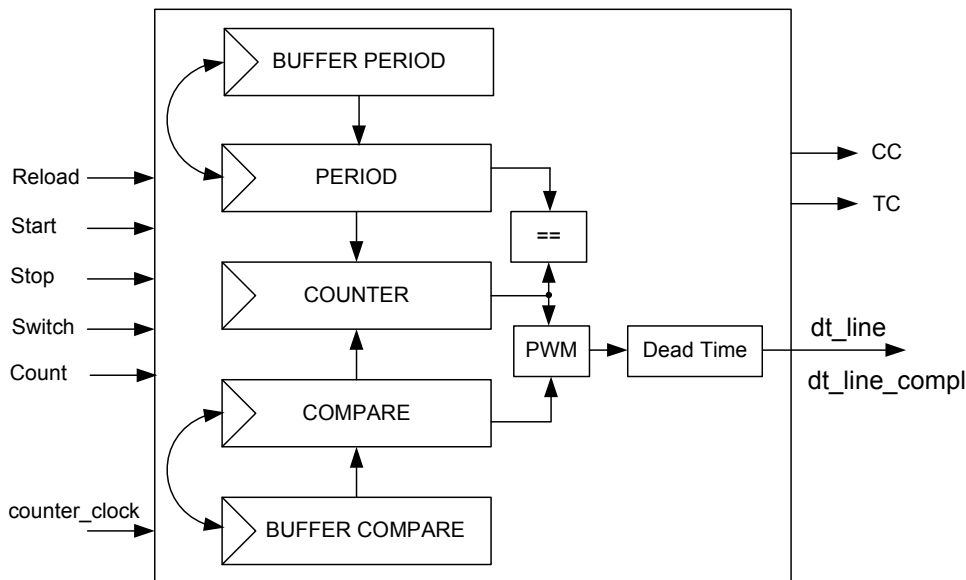 BUFFER PERIOD
PERIOD
==
COUNTER
PWM
Dead Time
COMPARE
BUFFER COMPARE
Reload
Start
Stop
Switch
Count
counter_clock
CC
TC
dt_line
dt_line_compl